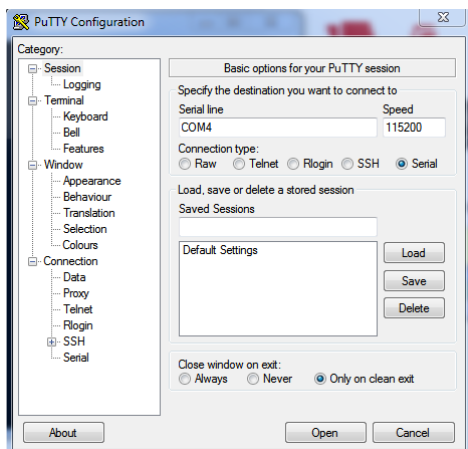 PuTTY Configuration
Category:
Session
Logging
Terminal
Keyboard
Bell
Features
Window
Appearance
Behaviour
Translation
Selection
Colours
Connection
Data
Proxy
Telnet
Rlogin
SSH
Serial
Basic options for your PuTTY session
Specify the destination you want to connect to
Serial line Speed
COM4 115200
Connection type:
Raw Telnet Rlogin SSH Serial
Load, save or delete a stored session
Saved Sessions
Default Settings
Load
Save
Delete
Close window on exit:
Always Never Only on clean exit
About Open Cancel